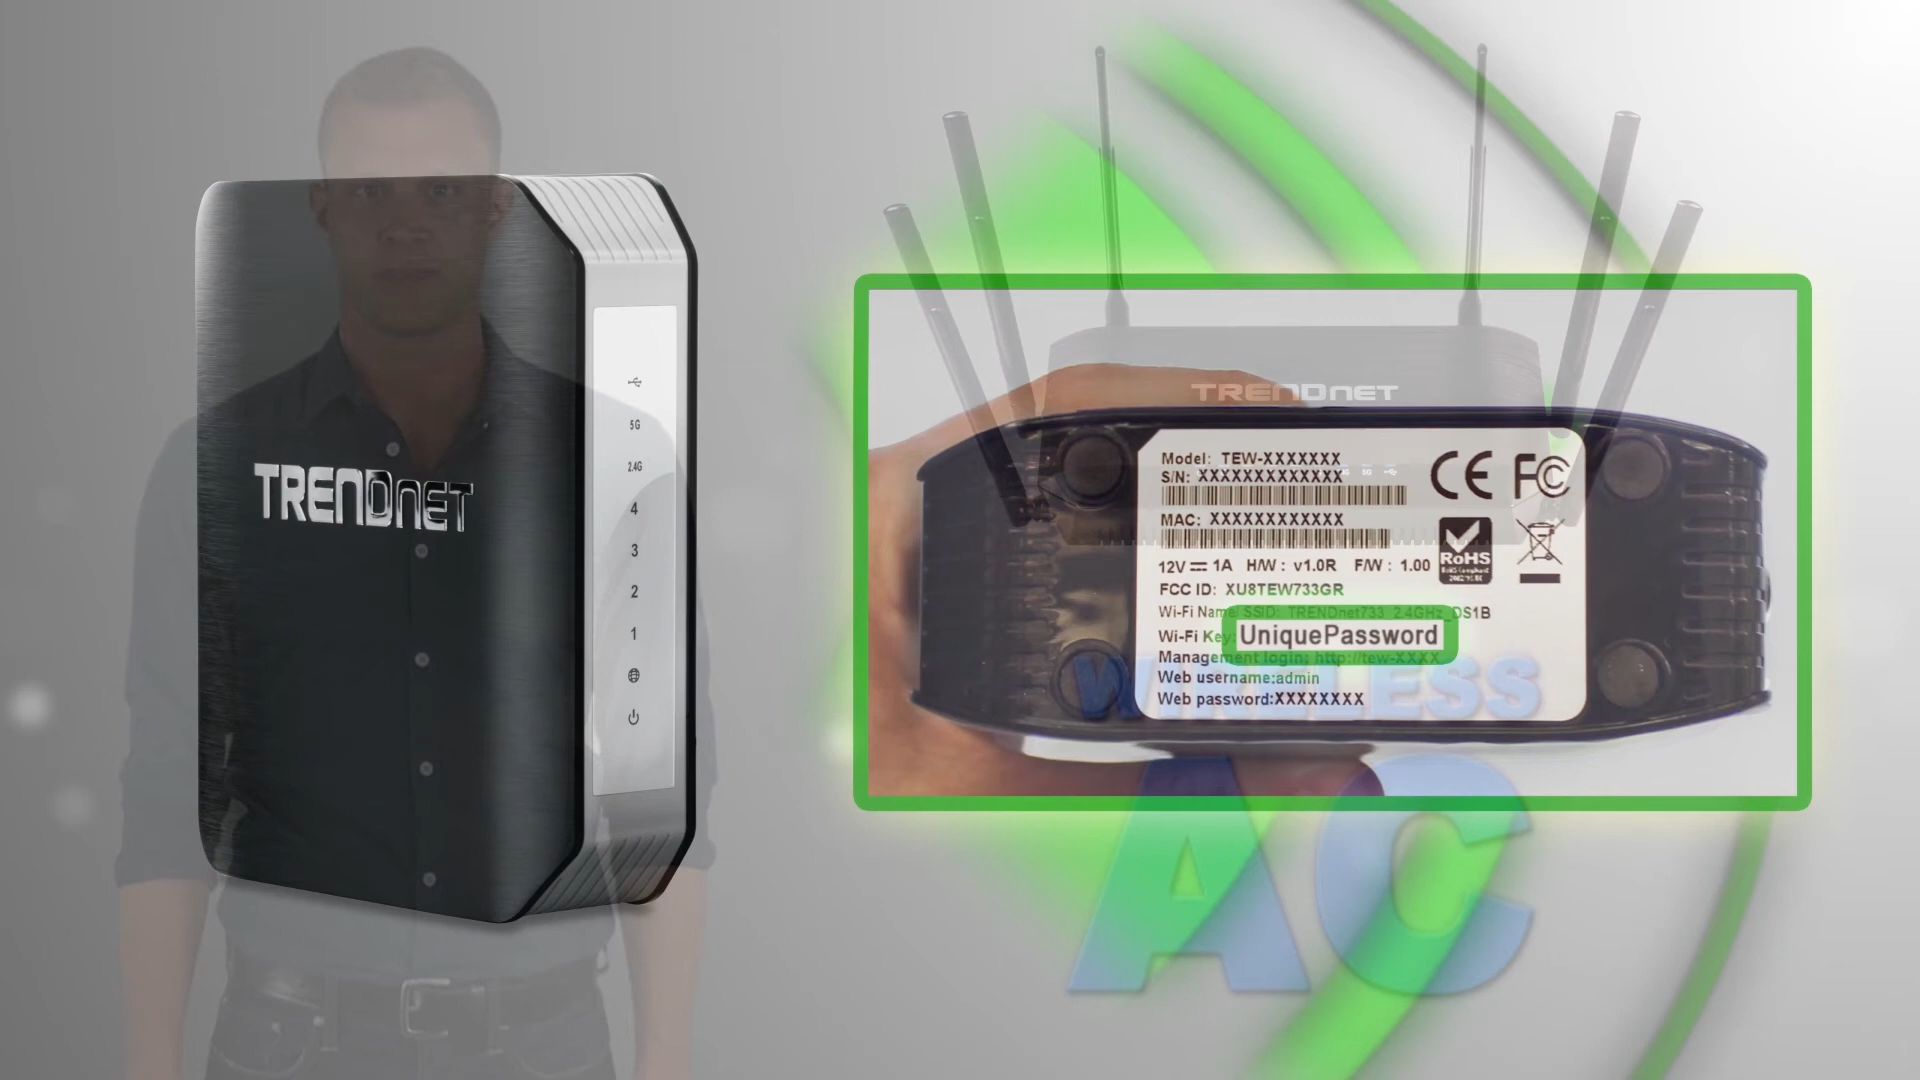 TRENDNET
5G
2.4G
4
3
2
1
TRENDNET
Model: TEW-XXXXXXX
S/N: XXXXXXXXXXXXX
MAC: XXXXXXXXXXXX
12V 1A H/W : v1.0R F/W : 1.00
FCC ID: XU8TEW733GR
Wi-Fi Name SSID: TRENDnet733_2.4GHz_DS1B
Wi-Fi Key: UniquePassword
Management login: http://tew-XXXX
Web username:admin
Web password:XXXXXXXX
CE FC
RoHS
WIRELESS
AC